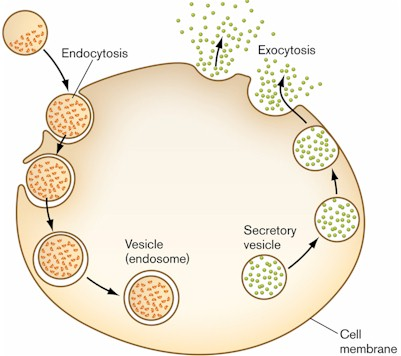 Endocytosis
Exocytosis
Vesicle
(endosome)
Secretory
vesicle
Cell
membrane